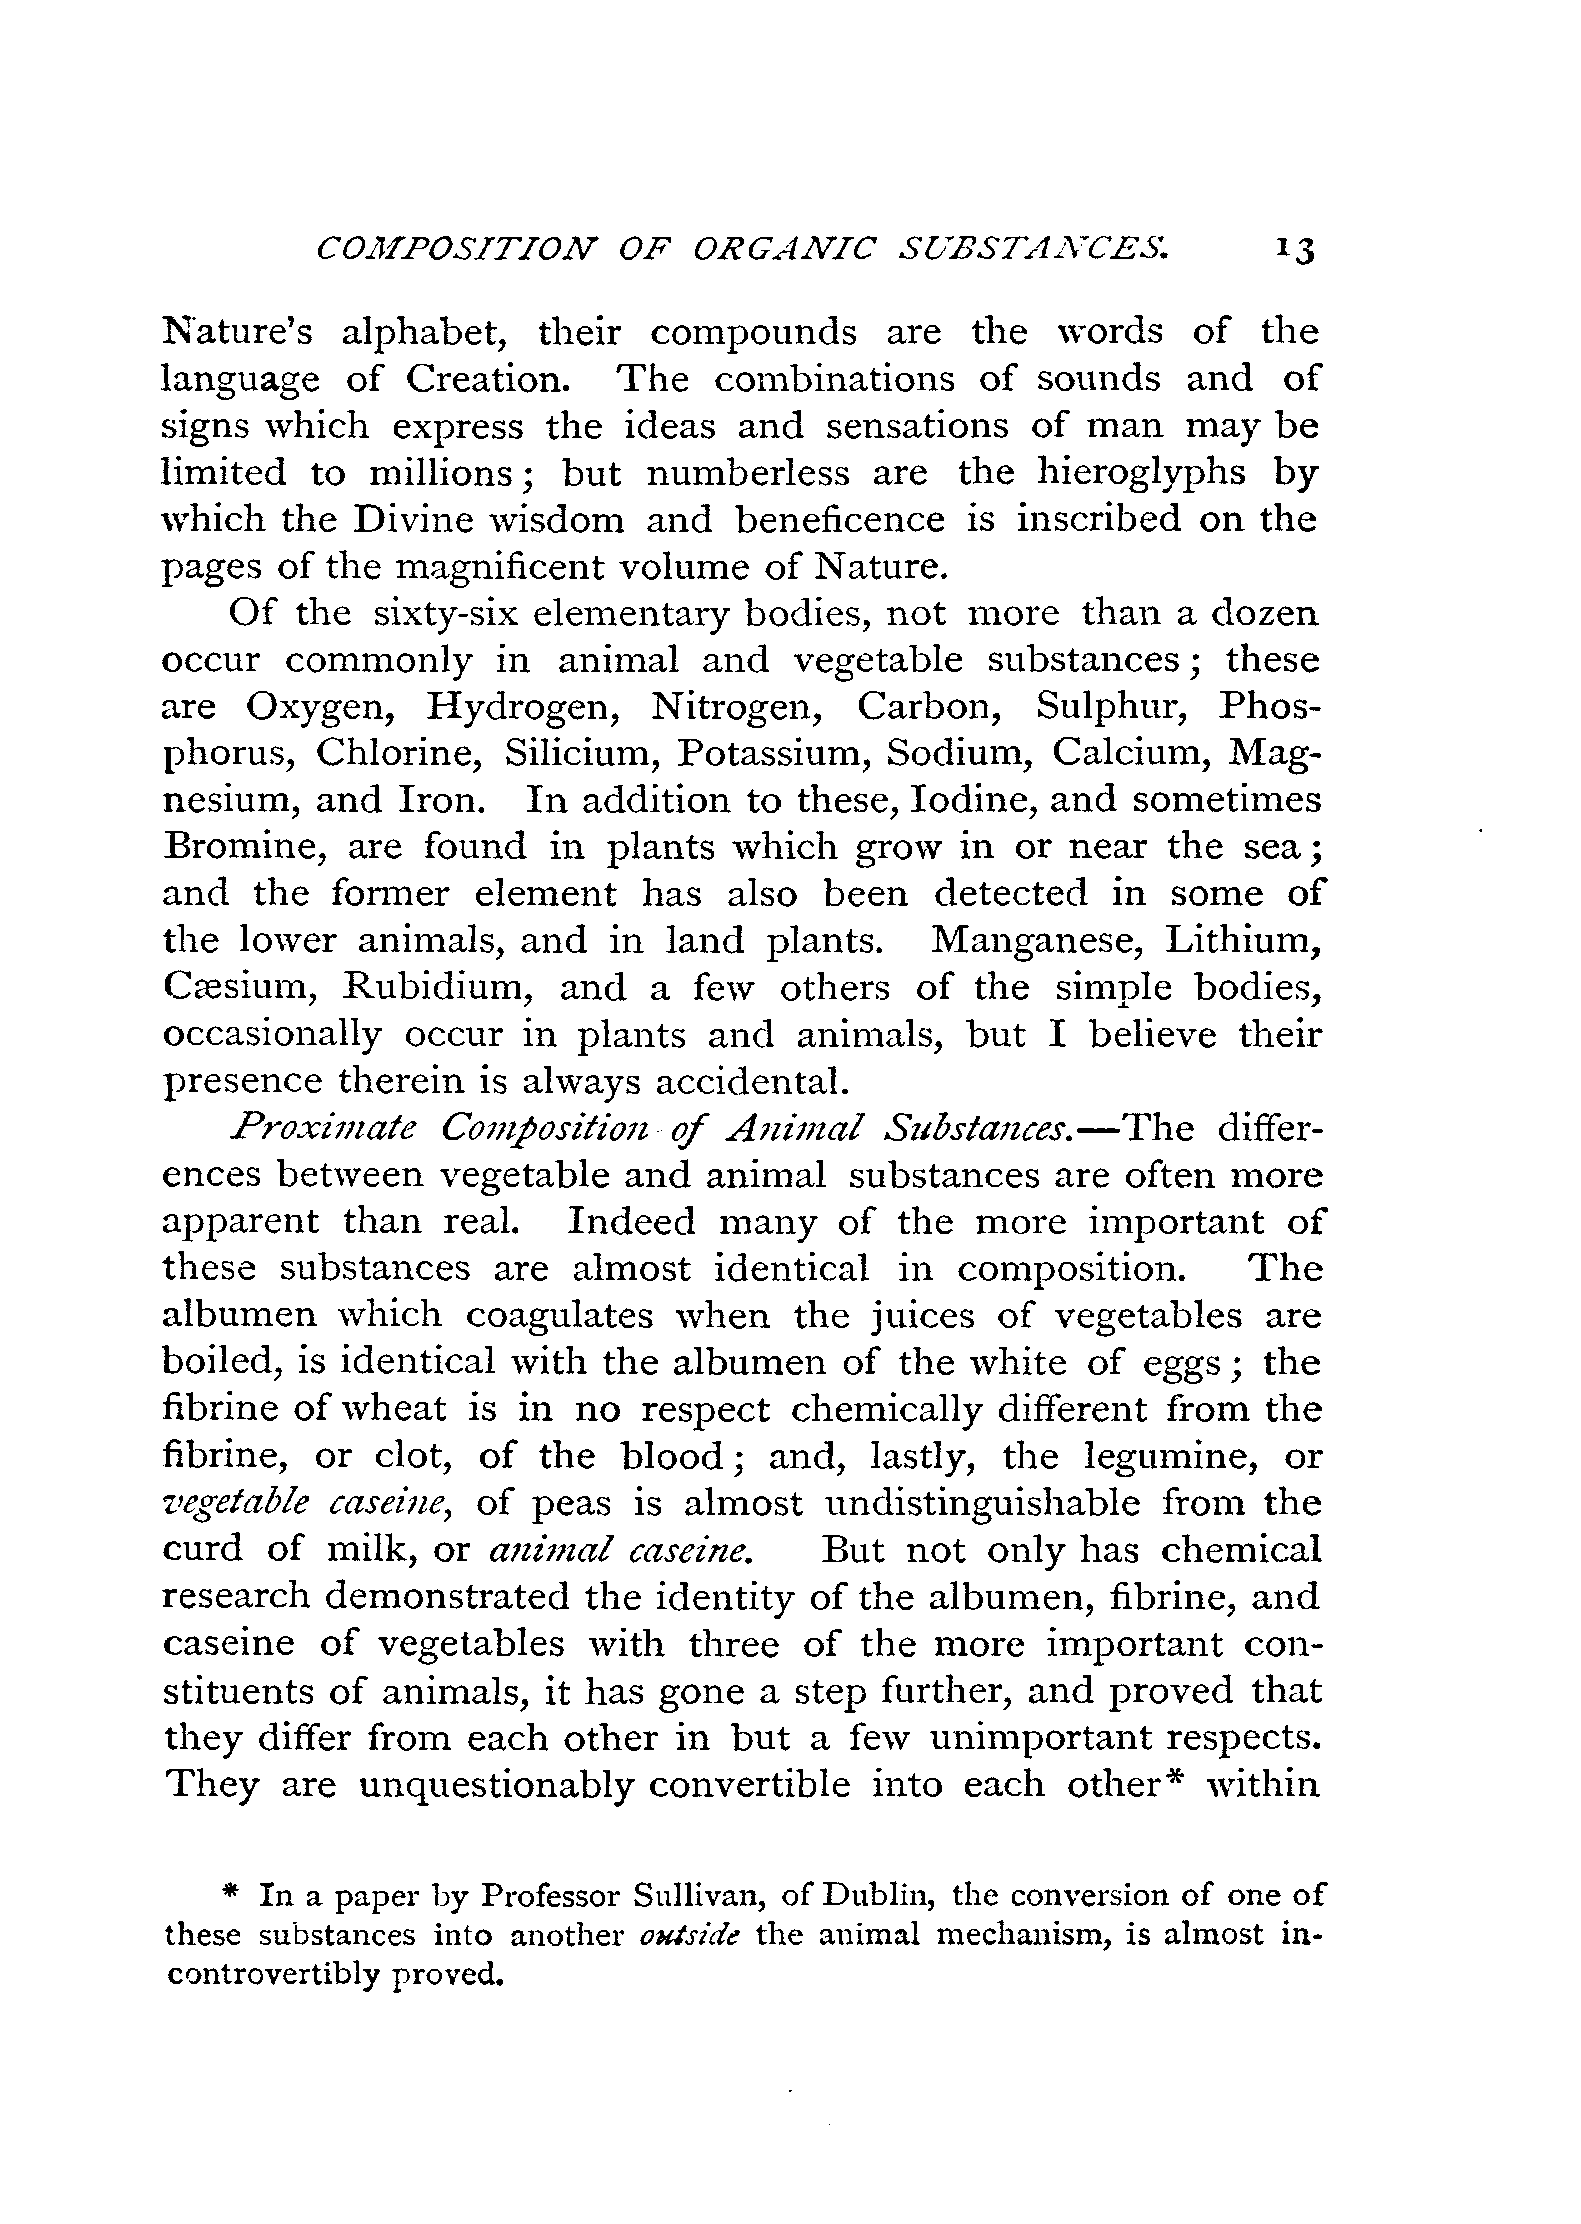 COMPOSITION OF ORGANIC SUBSTANCES. 13
Nature's alphabet, their compounds are the words of the
language of Creation. The combinations of sounds and of
signs which express the ideas and sensations of man may be
limited to millions; but numberless are the hieroglyphs by
which the Divine wisdom and beneficence is inscribed on the
pages of the magnificent volume of Nature.
Of the sixty-six elementary bodies, not more than a dozen
occur commonly in animal and vegetable substances; these
are Oxygen, Hydrogen, Nitrogen, Carbon, Sulphur, Phos-
phorus, Chlorine, Silicium, Potassium, Sodium, Calcium, Mag-
nesium, and Iron. In addition to these, Iodine, and sometimes
Bromine, are found in plants which grow in or near the sea;
and the former element has also been detected in some of
the lower animals, and in land plants. Manganese, Lithium,
Cæsium, Rubidium, and a few others of the simple bodies,
occasionally occur in plants and animals, but I believe their
presence therein is always accidental.
Proximate Composition of Animal Substances.—The differ-
ences between vegetable and animal substances are often more
apparent than real. Indeed many of the more important of
these substances are almost identical in composition. The
albumen which coagulates when the juices of vegetables are
boiled, is identical with the albumen of the white of eggs; the
fibrine of wheat is in no respect chemically different from the
fibrine, or clot, of the blood; and, lastly, the legumine, or
vegetable caseine, of peas is almost undistinguishable from the
curd of milk, or animal caseine. But not only has chemical
research demonstrated the identity of the albumen, fibrine, and
caseine of vegetables with three of the more important con-
stituents of animals, it has gone a step further, and proved that
they differ from each other in but a few unimportant respects.
They are unquestionably convertible into each other* within
* In a paper by Professor Sullivan, of Dublin, the conversion of one of
these substances into another outside the animal mechanism, is almost in-
controvertibly proved.